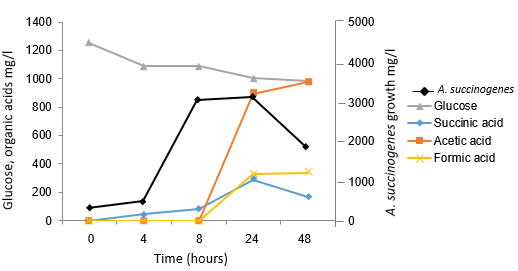 Glucose, organic acids mg/l
1400
1200
1000
800
600
400
200
0
0
4
8
24
48
Time (hours)
5000
4000
3000
2000
1000
0
A. succinogenes growth mg/l
A. succinogenes
Glucose
Succinic acid
Acetic acid
Formic acid